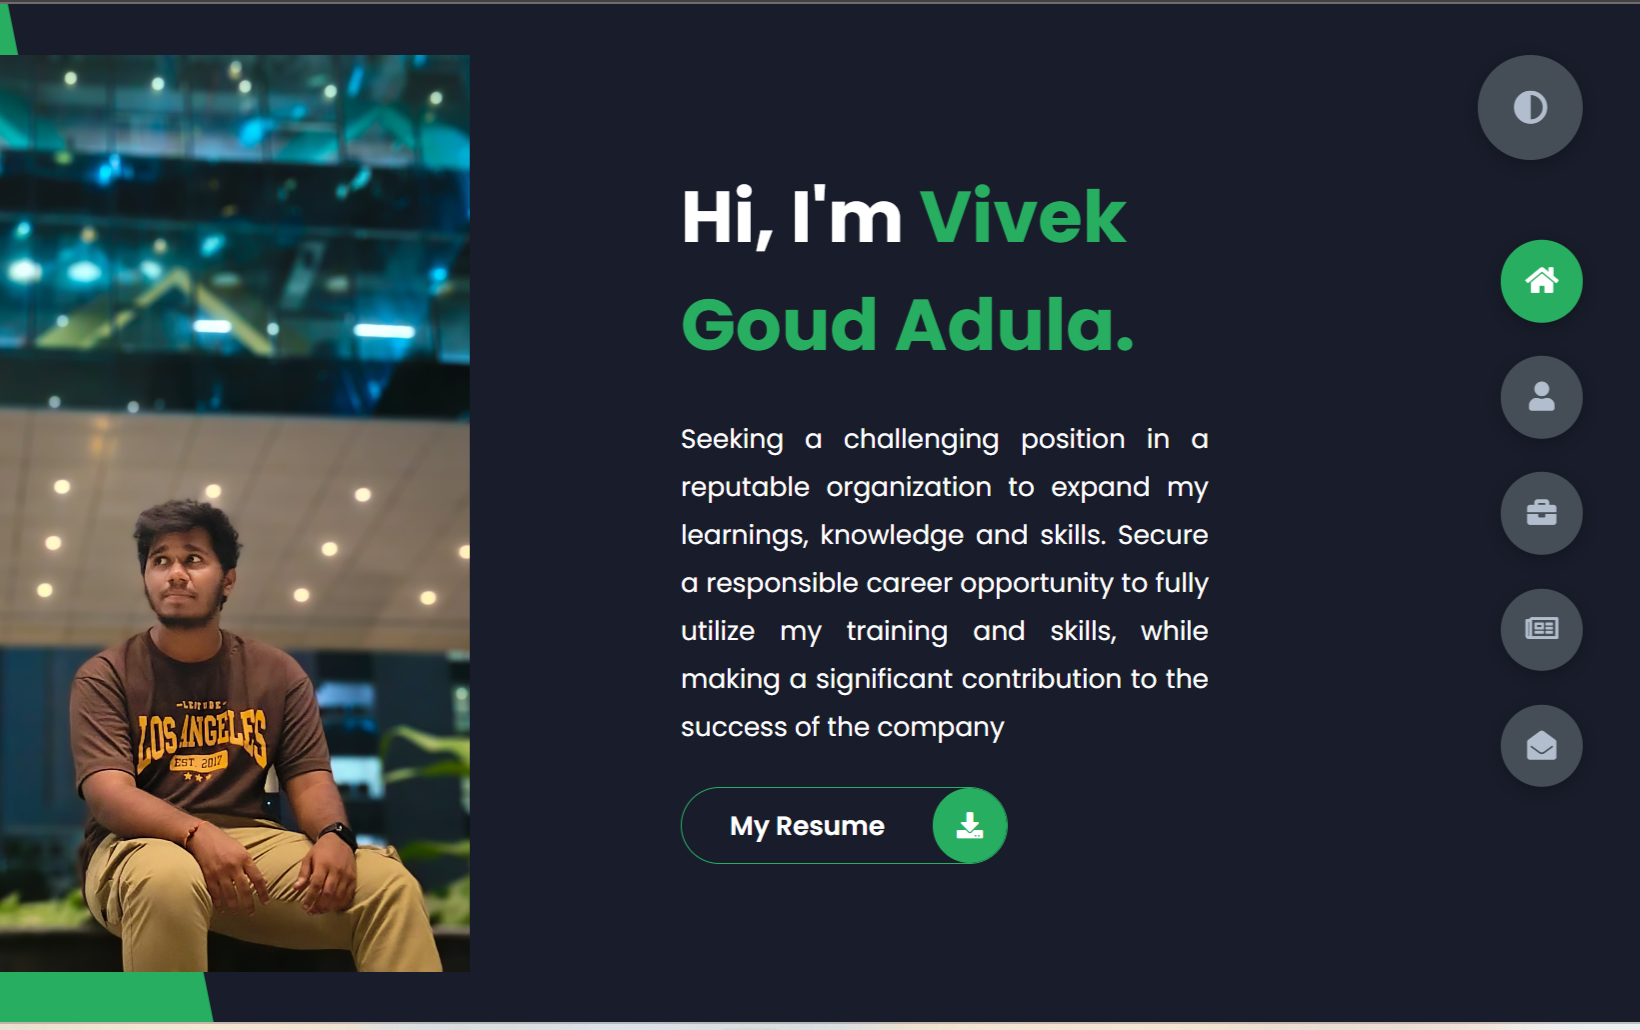 Hi, I'm Vivek
Goud Adula.
Seeking a challenging position in a
reputable organization to expand my
learnings, knowledge and skills. Secure
a responsible career opportunity to fully
utilize my training and skills, while
making a significant contribution to the
success of the company
My Resume
LOS ANGELES
EST. 2017